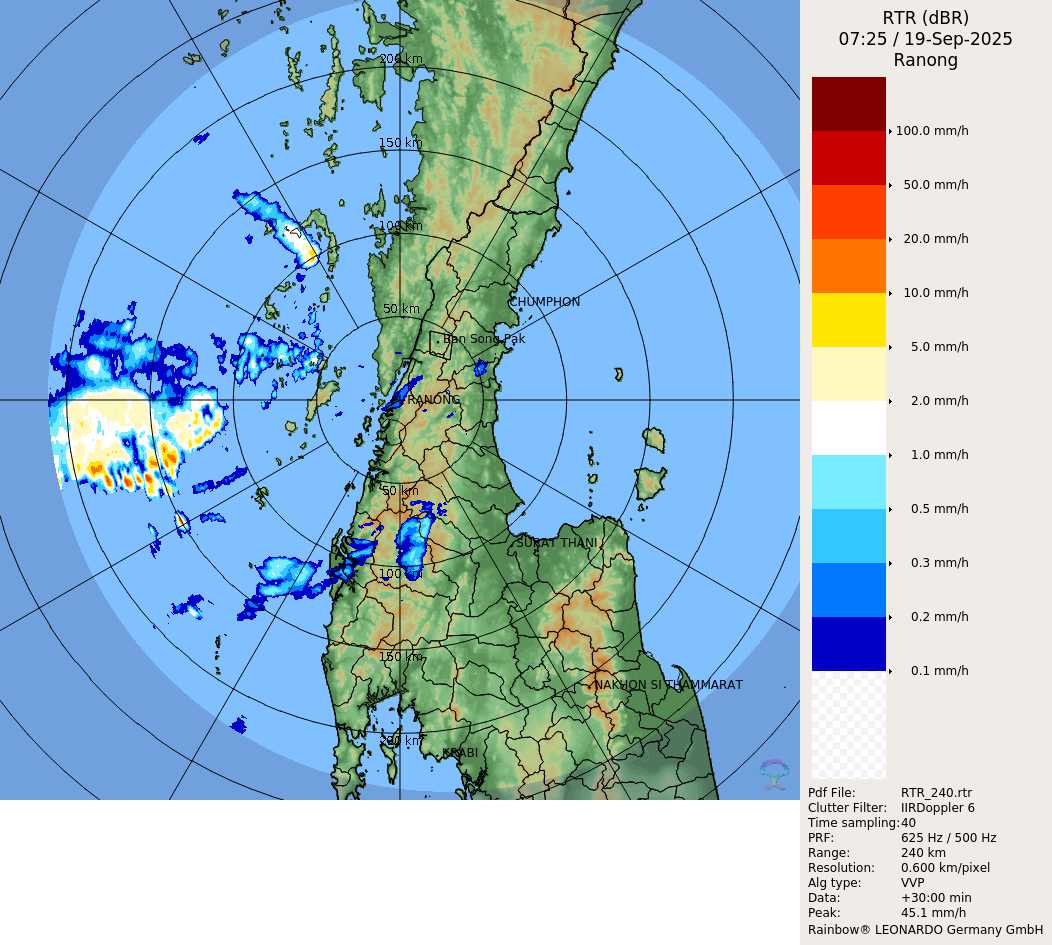 RTR (dBR)
07:25 / 19-Sep-2025
Ranong
200 km
150 km
100 km
50 km
CHUMPHON
Ban Song Pak
RANONG
50 km
SURAT THANI
100 km
150 km
NAKHON SI THAMMARAT
200 km
KRABI
100.0 mm/h
50.0 mm/h
20.0 mm/h
10.0 mm/h
5.0 mm/h
2.0 mm/h
1.0 mm/h
0.5 mm/h
0.3 mm/h
0.2 mm/h
0.1 mm/h
Pdf File: RTR_240.rtr
Clutter Filter: IIRDoppler 6
Time sampling:40
PRF: 625 Hz / 500 Hz
Range: 240 km
Resolution: 0.600 km/pixel
Alg type: VVP
Data: +30:00 min
Peak: 45.1 mm/h
Rainbow® LEONARDO Germany GmbH